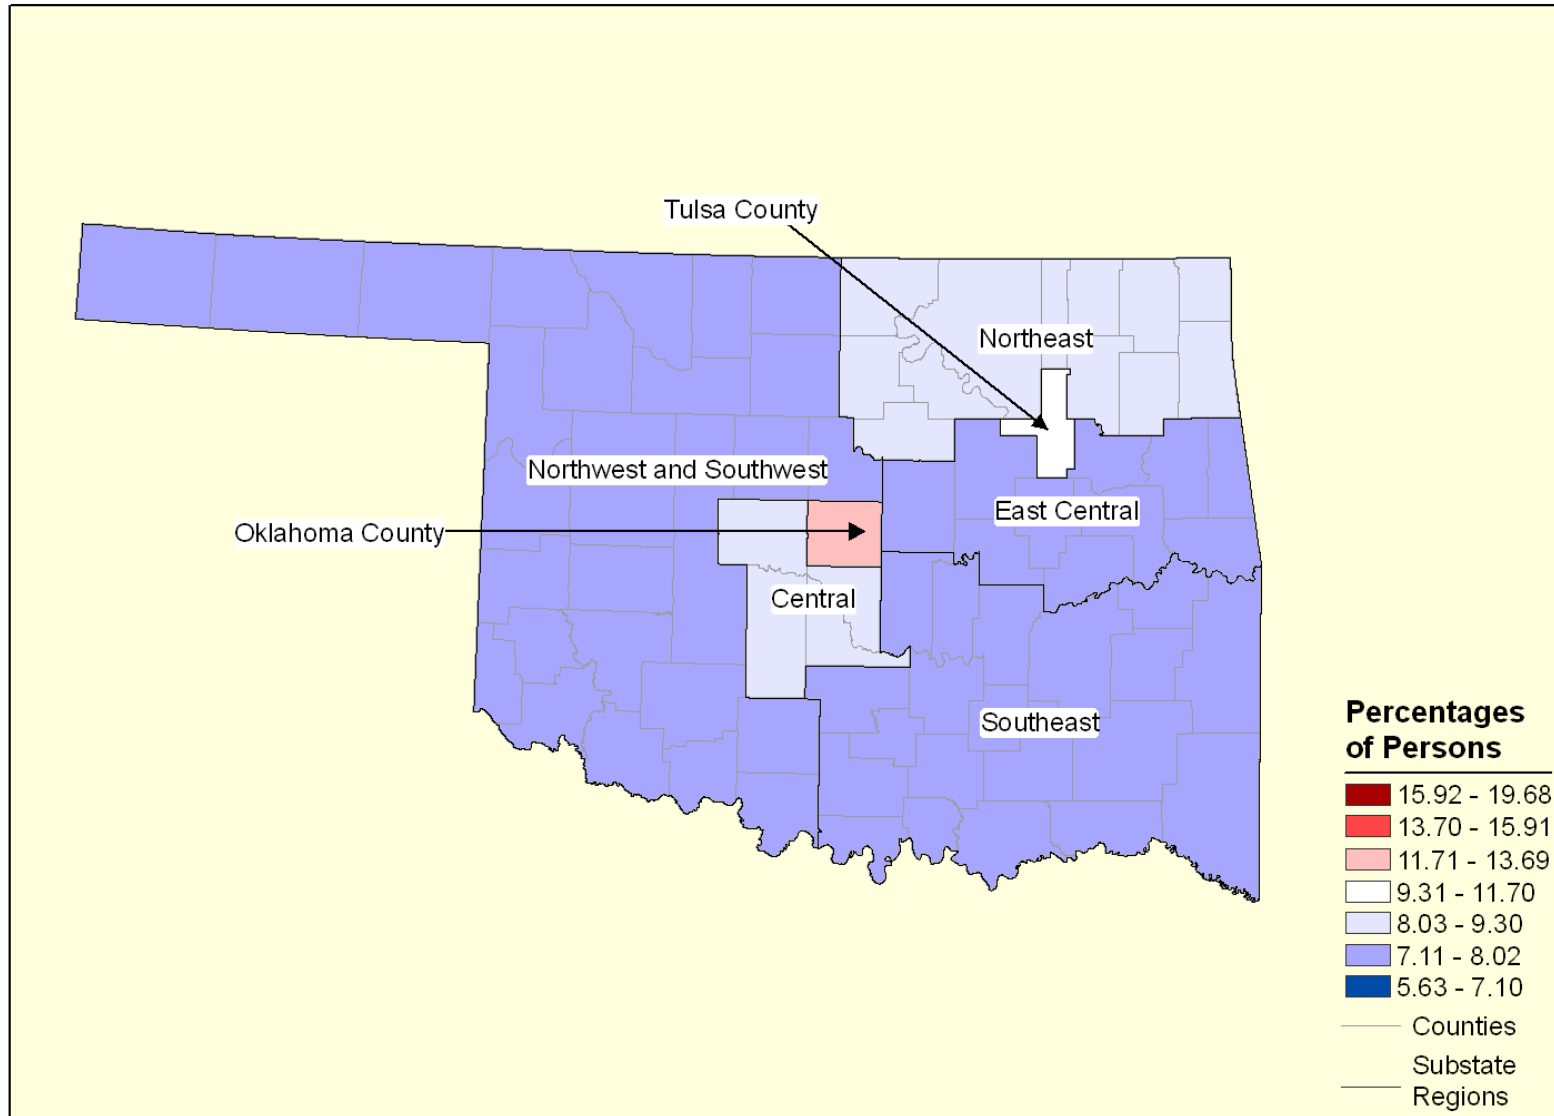 Tulsa County
Northeast
Northwest and Southwest
East Central
Oklahoma County
Central
Southeast
Percentages
of Persons
15.92 - 19.68
13.70 - 15.91
11.71 - 13.69
9.31 - 11.70
8.03 - 9.30
7.11 - 8.02
5.63 - 7.10
Counties
Substate
Regions